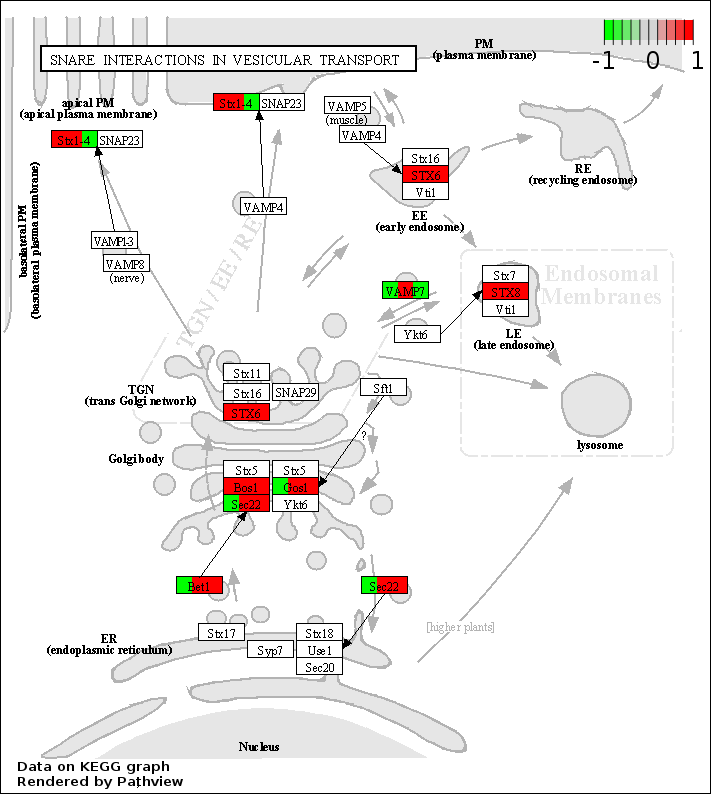 SNARE INTERACTIONS IN VESICULAR TRANSPORT
PM
(plasma membrane)
-1 0 1
apical PM
(apical plasma membrane)
Stx1-4 SNAP23
Stx1-4 SNAP23
VAMP5
(muscle)
VAMP4
Stx16
STX6
Vti1
EE
(early endosome)
RE
(recycling endosome)
basolateral PM
(basolateral plasma membrane)
VAMP4
VAMP1-3
VAMP8
(nerve)
TGN / EE / RE
Endosomal
Membranes
Stx7
STX8
Vti1
LE
(late endosome)
VAMP7
Ykt6
Stx11
Stx16 SNAP29
STX6
TGN
(trans Golgi network)
Sft1
?
lysosome
Golgi body
Stx5 Stx5
Bos1 Gos1
Sec22 Ykt6
Bet1
Sec22
[higher plants]
ER
(endoplasmic reticulum)
Stx17
Syp7
Stx18
Use1
Sec20
Nucleus
Data on KEGG graph
Rendered by Pathview